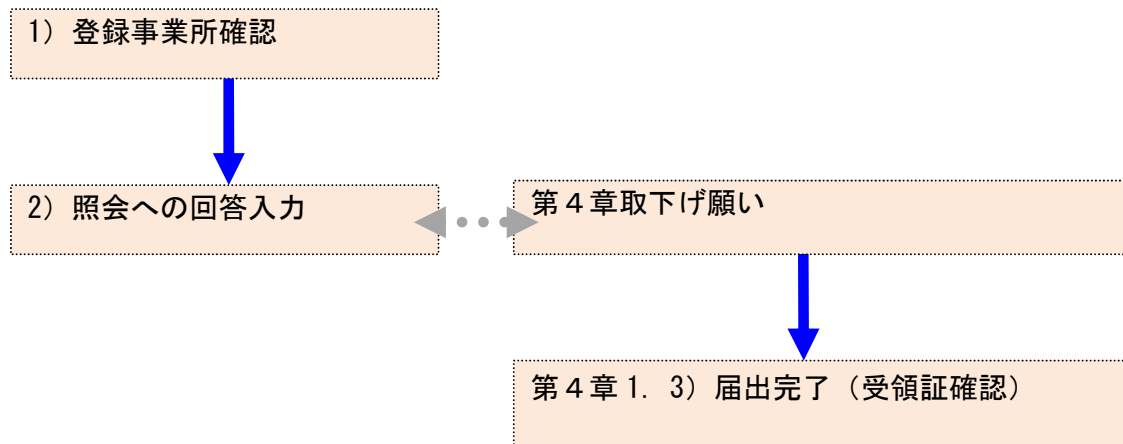 1) 登録事業所確認
2) 照会への回答入力
第４章取下げ願い
第４章 1. 3) 届出完了（受領証確認）